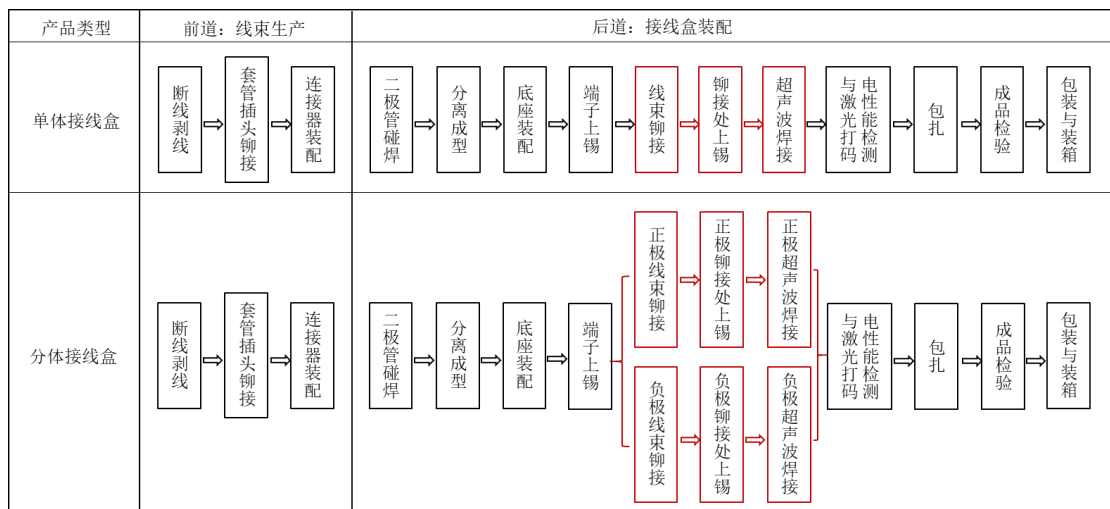 产品类型
前道：线束生产
后道：接线盒装配
单体接线盒
断线剥线
套管插头铆接
连接器装配
二极管碰焊
分离成型
底座装配
端子上锡
线束铆接
铆接处上锡
超声波焊接
电性能检测
与激光打码
包扎
成品检验
包装与装箱
分体接线盒
断线剥线
套管插头铆接
连接器装配
二极管碰焊
分离成型
底座装配
端子上锡
正极线束铆接
正极铆接处上锡
正极超声波焊接
负极线束铆接
负极铆接处上锡
负极超声波焊接
电性能检测
与激光打码
包扎
成品检验
包装与装箱